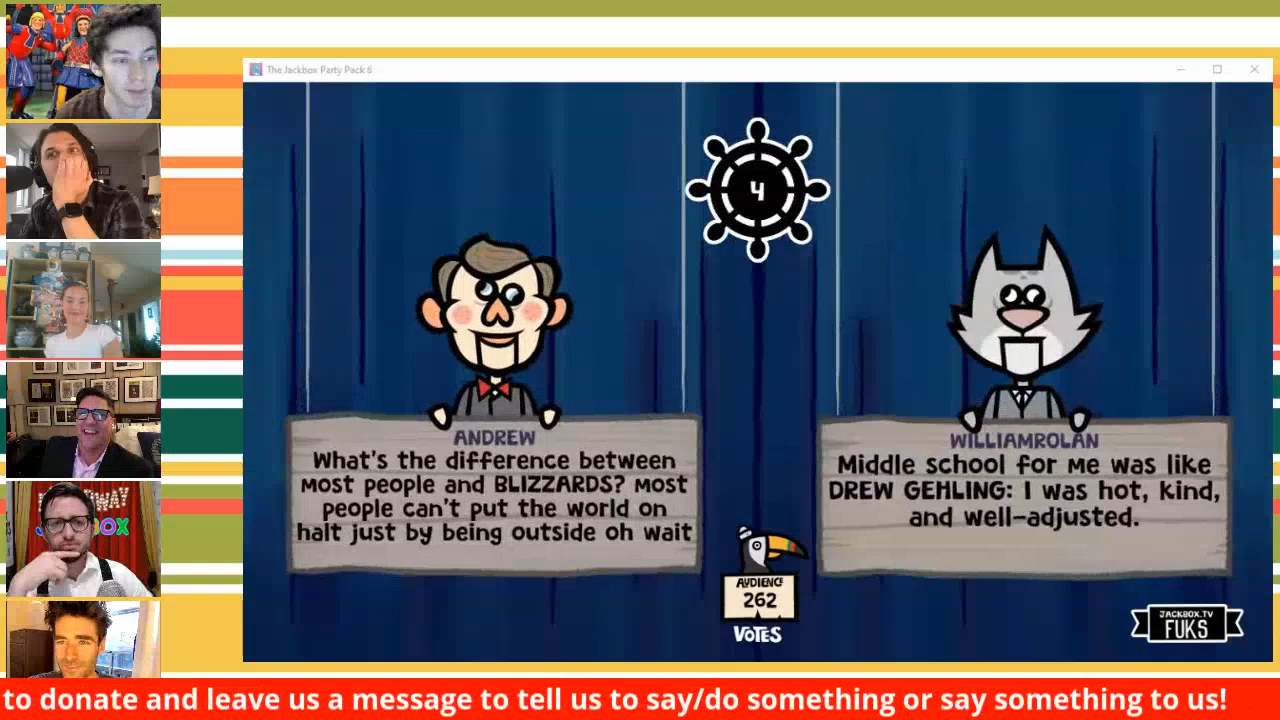 The Jackbox Party Pack 6
4
ANDREW
What's the difference between
most people and BLIZZARDS? most
people can't put the world on
halt just by being outside oh wait
WILLIAMROLAN
Middle school for me was like
DREW GEHLING: I was hot, kind,
and well-adjusted.
AUDIENCE
262
VOTES
JACKBOX.TV
FUKS
to donate and leave us a message to tell us to say/do something or say something to us!